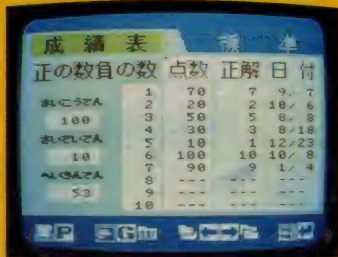 成績表 標準
正の数負の数 点数 正解 日付
さいこうてん
100
さいていてん
10
へいきんてん
53
1 70 7 9/ 7
2 20 2 10/ 6
3 50 5 8/ 8
4 30 3 8/18
5 10 1 12/23
6 100 10 10/ 8
7 90 9 1/ 4
8 --- --- ---
9 --- --- ---
10 --- --- ---
P G